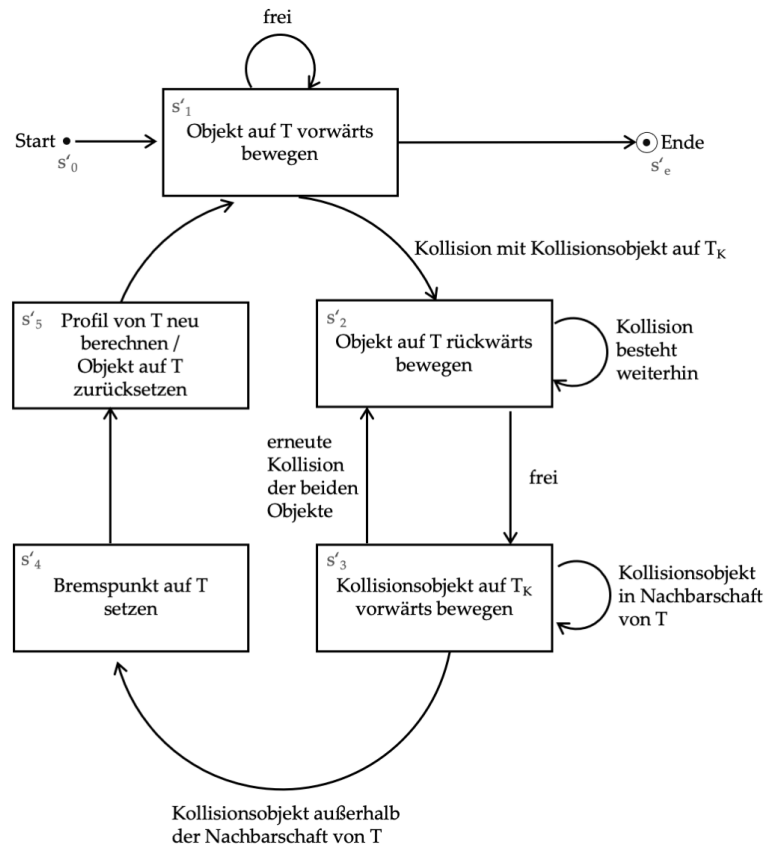 frei
s'₁
Objekt auf T vorwärts
bewegen
Start
s'₀
Ende
s'ₑ
Kollision mit Kollisionsobjekt auf T_K
s'₅ Profil von T neu
berechnen /
Objekt auf T
zurücksetzen
s'₂
Objekt auf T rückwärts
bewegen
Kollision
besteht
weiterhin
erneute
Kollision
der beiden
Objekte
frei
s'₄
Bremspunkt auf T
setzen
s'₃
Kollisionsobjekt auf T_K
vorwärts bewegen
Kollisionsobjekt
in Nachbarschaft
von T
Kollisionsobjekt außerhalb
der Nachbarschaft von T